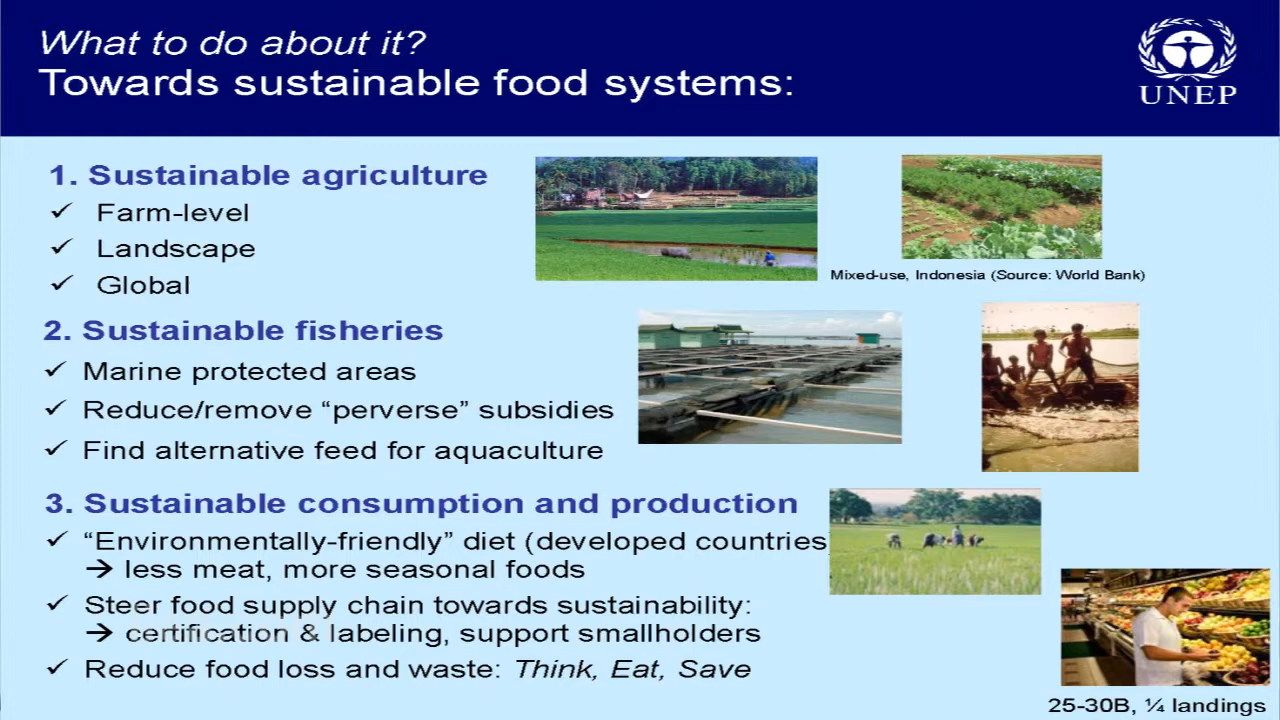 What to do about it?
Towards sustainable food systems:
UNEP
1. Sustainable agriculture
✓ Farm-level
✓ Landscape
✓ Global
Mixed-use, Indonesia (Source: World Bank)
2. Sustainable fisheries
✓ Marine protected areas
✓ Reduce/remove “perverse” subsidies
✓ Find alternative feed for aquaculture
3. Sustainable consumption and production
✓ “Environmentally-friendly” diet (developed countries)
→ less meat, more seasonal foods
✓ Steer food supply chain towards sustainability:
→ certification & labeling, support smallholders
✓ Reduce food loss and waste: Think, Eat, Save
25-30B, ¼ landings